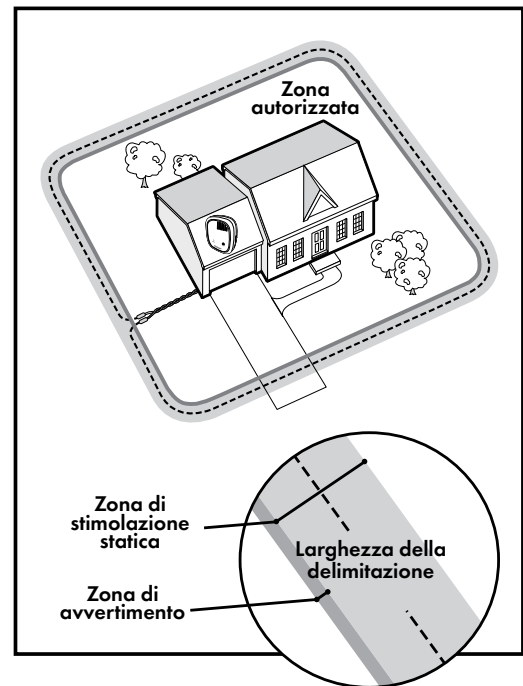 Zona
autorizzata
Zona di
stimolazione
statica
Larghezza della
delimitazione
Zona di
avvertimento